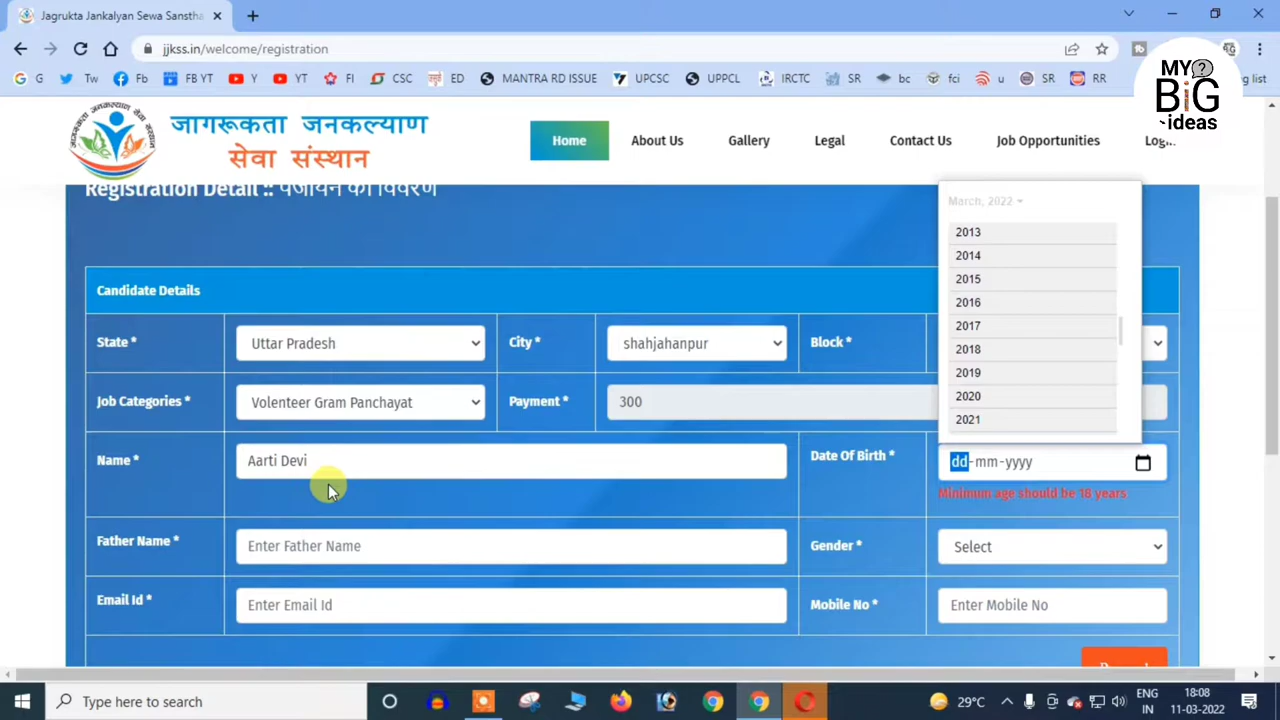 Jagrukta Jankalyan Sewa Sanstha
jjkss.in/welcome/registration
G Tw Fb FB YT Y YT FI CSC ED MANTRA RD ISSUE UPCSC UPPCL IRCTC SR bc fci u SR RR
MY BiG ideas
जागरूकता जनकल्याण
सेवा संस्थान
Home About Us Gallery Legal Contact Us Job Opportunities
Registration Detail :: पंजीयन का विवरण
March, 2022
2013
2014
2015
2016
2017
2018
2019
2020
2021
Candidate Details
State * Uttar Pradesh City * shahjahanpur Block *
Job Categories * Volenteer Gram Panchayat Payment * 300
Name * Aarti Devi Date Of Birth * dd-mm-yyyy
Minimum age should be 18 years
Father Name * Enter Father Name Gender * Select
Email Id * Enter Email Id Mobile No * Enter Mobile No
Type here to search
29°C
ENG
IN
18:08
11-03-2022